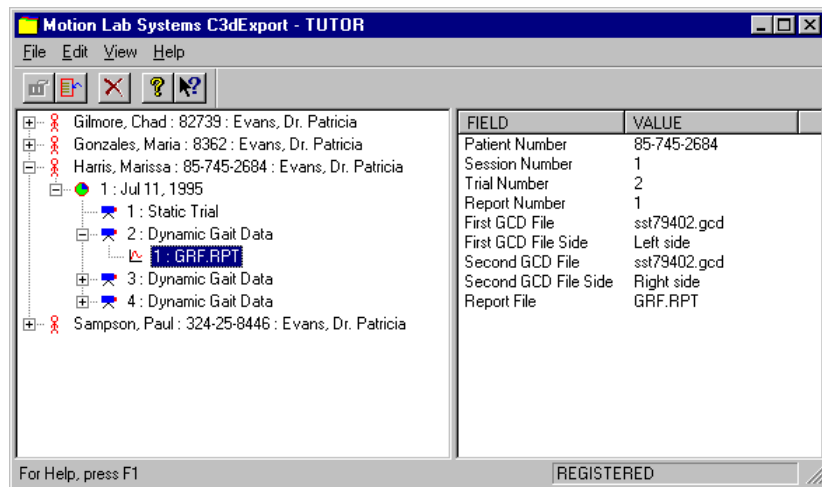 Motion Lab Systems C3dExport - TUTOR
File Edit View Help
Gilmore, Chad : 82739 : Evans, Dr. Patricia
Gonzales, Maria : 8362 : Evans, Dr. Patricia
Harris, Marissa : 85-745-2684 : Evans, Dr. Patricia
1 : Jul 11, 1995
1 : Static Trial
2 : Dynamic Gait Data
1 : GRF.RPT
3 : Dynamic Gait Data
4 : Dynamic Gait Data
Sampson, Paul : 324-25-8446 : Evans, Dr. Patricia
FIELD VALUE
Patient Number 85-745-2684
Session Number 1
Trial Number 2
Report Number 1
First GCD File sst79402.gcd
First GCD File Side Left side
Second GCD File sst79402.gcd
Second GCD File Side Right side
Report File GRF.RPT
For Help, press F1
REGISTERED